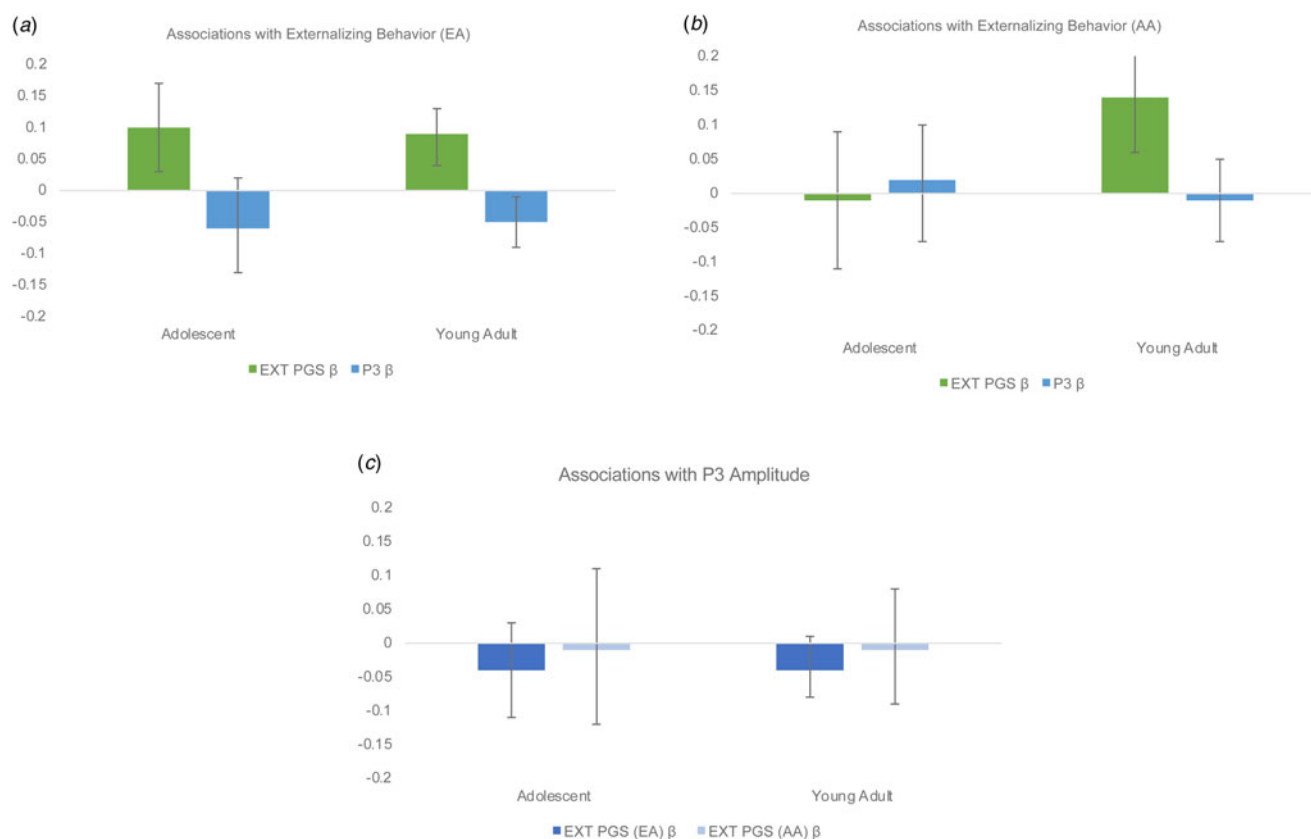 (a)
Associations with Externalizing Behavior (EA)
0.2
0.15
0.1
0.05
0
-0.05
-0.1
-0.15
-0.2
Adolescent
Young Adult
EXT PGS β P3 β
(b)
Associations with Externalizing Behavior (AA)
0.2
0.15
0.1
0.05
0
-0.05
-0.1
-0.15
-0.2
Adolescent
Young Adult
EXT PGS β P3 β
(c)
Associations with P3 Amplitude
0.2
0.15
0.1
0.05
0
-0.05
-0.1
-0.15
-0.2
Adolescent
Young Adult
EXT PGS (EA) β EXT PGS (AA) β